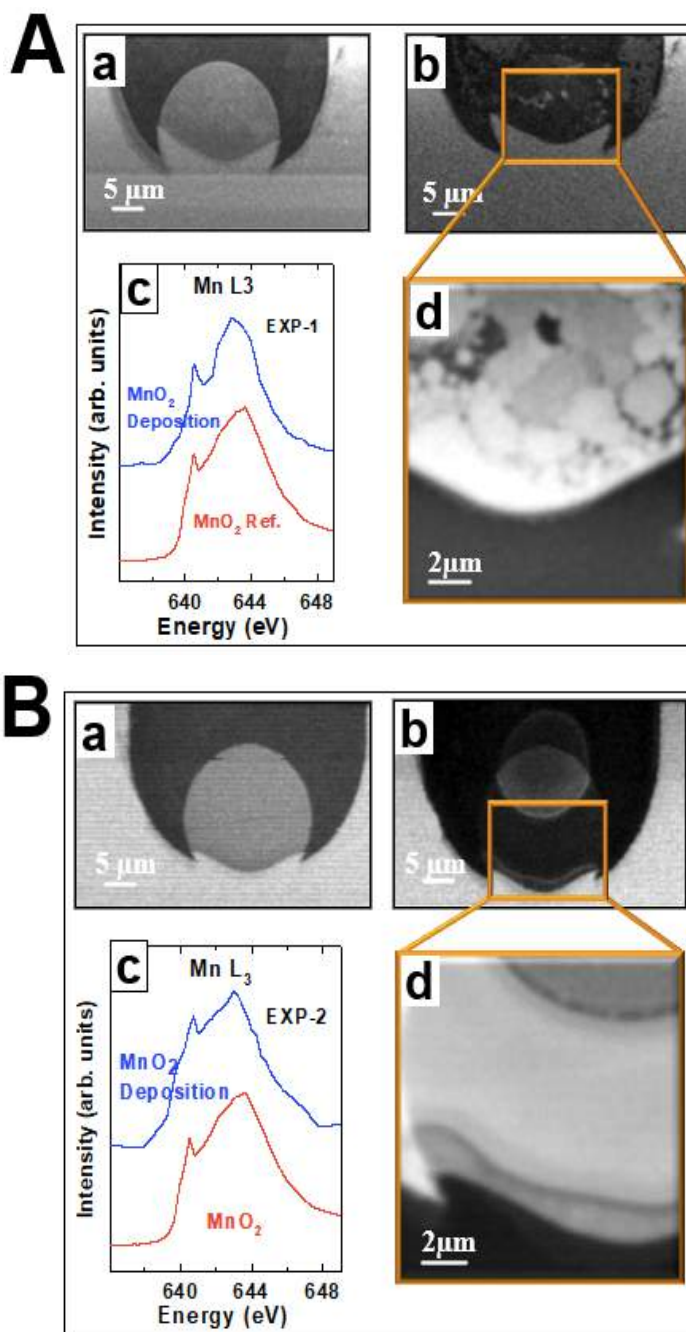 A
a
5 µm
b
5 µm
c
Mn L3
EXP-1
MnO2
Deposition
MnO2 Ref.
Intensity (arb. units)
640 644 648
Energy (eV)
d
2µm
B
a
5 µm
b
5 µm
c
Mn L3
EXP-2
MnO2
Deposition
MnO2
Intensity (arb. units)
640 644 648
Energy (eV)
d
2µm